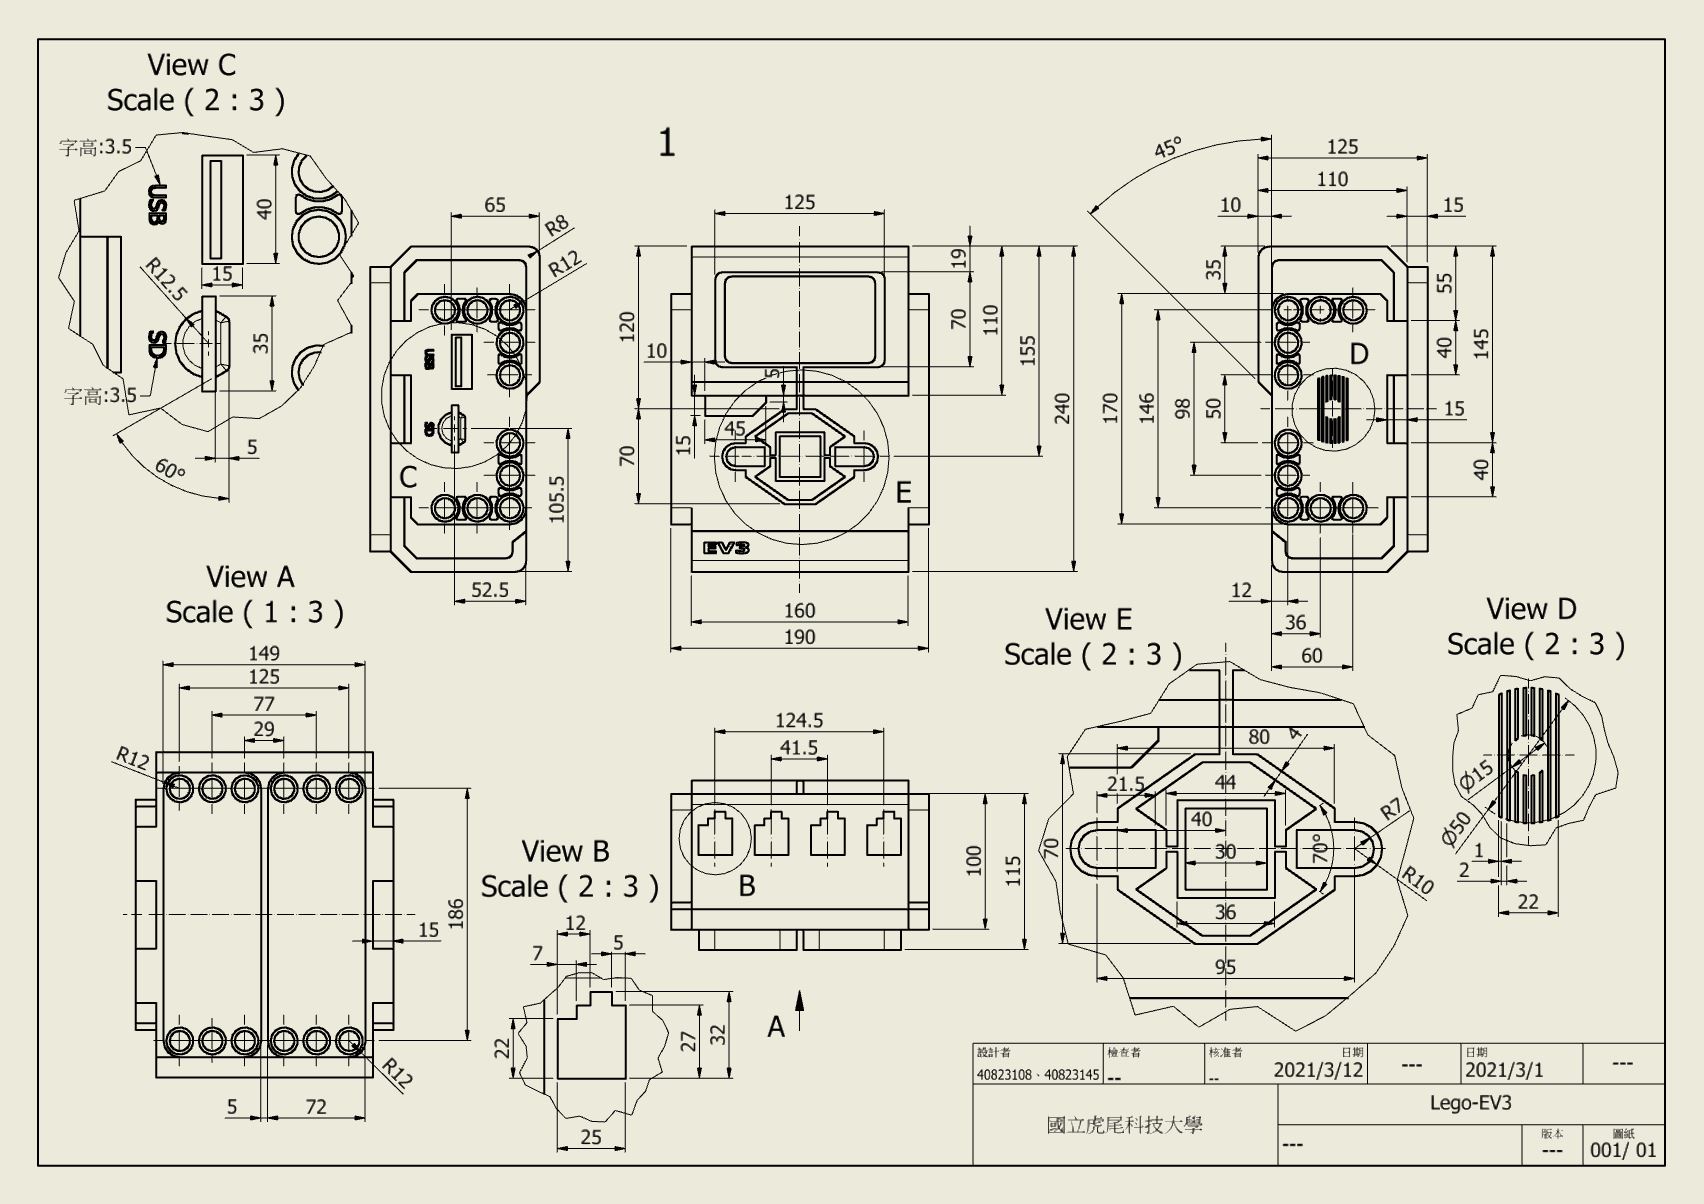 View C
Scale ( 2 : 3 )
字高:3.5
USB
40
15
R12.5
SD
35
字高:3.5
5
60°
1
65
R8
R12
USB
SD
C
105.5
52.5
125
19
70
110
155
240
120
10
5
15
45
70
E
EV3
160
190
45°
125
110
10
15
35
55
40
145
D
170
146
98
50
15
40
12
36
60
View A
Scale ( 1 : 3 )
149
125
77
29
R12
186
15
R12
5
72
View B
Scale ( 2 : 3 )
12
7
5
22
27
32
25
124.5
41.5
B
100
115
A
View E
Scale ( 2 : 3 )
80
4
21.5
44
40
30
36
70
70°
R7
R10
95
View D
Scale ( 2 : 3 )
Ø15
Ø50
1
2
22
設計者 檢查者 核准者 日期 日期
40823108、40823145 -- -- 2021/3/12 --- 2021/3/1 ---
國立虎尾科技大學
Lego-EV3
---
版本 圖紙
--- 001/ 01